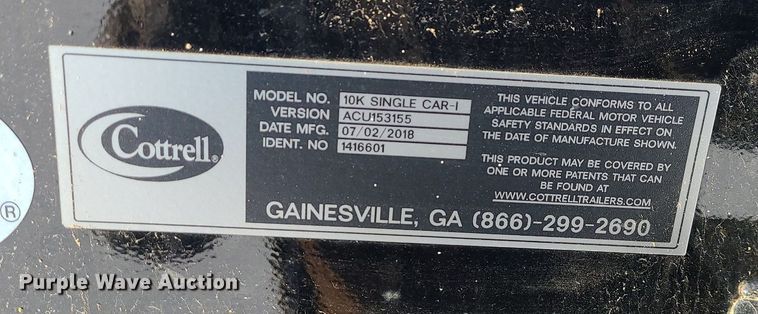 Cottrell®
MODEL NO. 10K SINGLE CAR-I
VERSION ACU153155
DATE MFG. 07/02/2018
IDENT. NO 1416601
THIS VEHICLE CONFORMS TO ALL
APPLICABLE FEDERAL MOTOR VEHICLE
SAFETY STANDARDS IN EFFECT ON
THE DATE OF MANUFACTURE SHOWN.
THIS PRODUCT MAY BE COVERED BY
ONE OR MORE PATENTS THAT CAN
BE FOUND AT
WWW.COTTRELLTRAILERS.COM
GAINESVILLE, GA (866)-299-2690
®
Purple Wave Auction